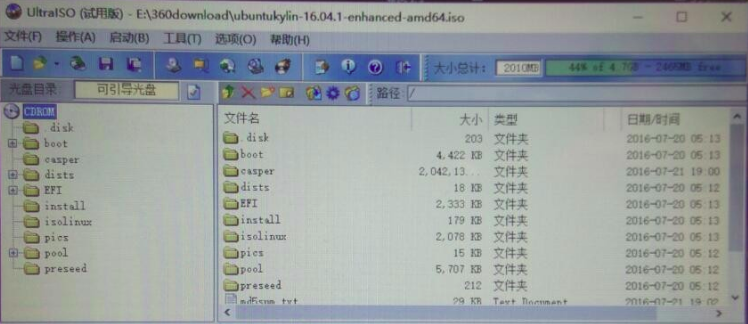 UltraISO (试用版) - E:\360download\ubuntukylin-16.04.1-enhanced-amd64.iso
文件(F) 操作(A) 启动(B) 工具(T) 选项(O) 帮助(H)
大小总计: 2010MB 44% of 4.7GB - 2469MB free
光盘目录: 可引导光盘 路径: /
CDROM
.disk
boot
casper
dists
EFI
install
isolinux
pics
pool
preseed
文件名 大小 类型 日期/时间
.disk 203 文件夹 2016-07-20 05:13
boot 4,422 KB 文件夹 2016-07-20 05:13
casper 2,042,13... 文件夹 2016-07-21 19:00
dists 18 KB 文件夹 2016-07-20 05:12
EFI 2,333 KB 文件夹 2016-07-20 05:13
install 179 KB 文件夹 2016-07-20 05:13
isolinux 2,078 KB 文件夹 2016-07-20 05:13
pics 15 KB 文件夹 2016-07-20 05:12
pool 5,707 KB 文件夹 2016-07-20 05:12
preseed 212 文件夹 2016-07-20 05:12
md5sum.txt 29 KB Text Document 2016-07-21 19:02